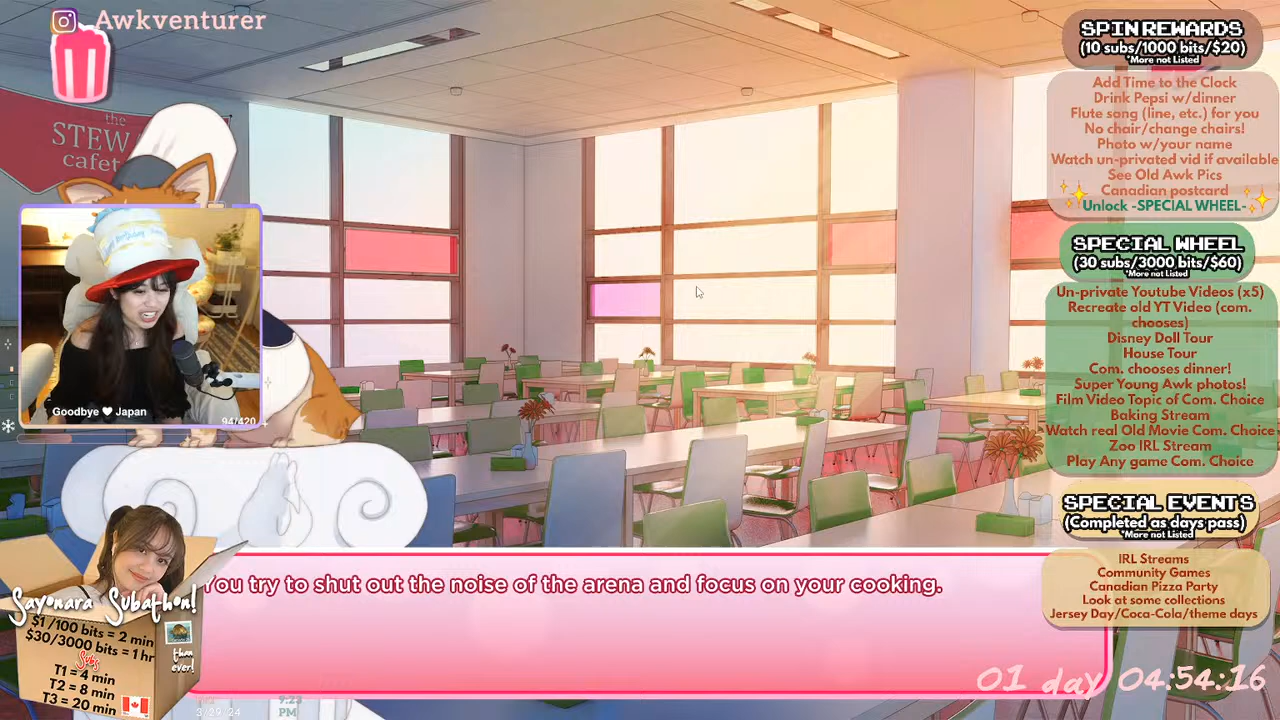 Awkventurer
the
STEW
cafet
Goodbye ♥ Japan
94/420
You try to shut out the noise of the arena and focus on your cooking.
Sayonara Subathon!
$1/100 bits = 2 min
$30/3000 bits = 1 hr
Subs
T1 = 4 min
T2 = 8 min
T3 = 20 min
than
ever!
9:23
PM
3/09/24
SPIN REWARDS
(10 subs/1000 bits/$20)
*More not Listed
Add Time to the Clock
Drink Pepsi w/dinner
Flute song (line, etc.) for you
No chair/change chairs!
Photo w/your name
Watch un-privated vid if available
See Old Awk Pics
Canadian postcard
Unlock -SPECIAL WHEEL-
SPECIAL WHEEL
(30 subs/3000 bits/$60)
*More not Listed
Un-private Youtube Videos (x5)
Recreate old YT Video (com.
chooses)
Disney Doll Tour
House Tour
Com. chooses dinner!
Super Young Awk photos!
Film Video Topic of Com. Choice
Baking Stream
Watch real Old Movie Com. Choice
Zoo IRL Stream
Play Any game Com. Choice
SPECIAL EVENTS
(Completed as days pass)
*More not Listed
IRL Streams
Community Games
Canadian Pizza Party
Look at some collections
Jersey Day/Coca-Cola/theme days
01 day 04:54:16